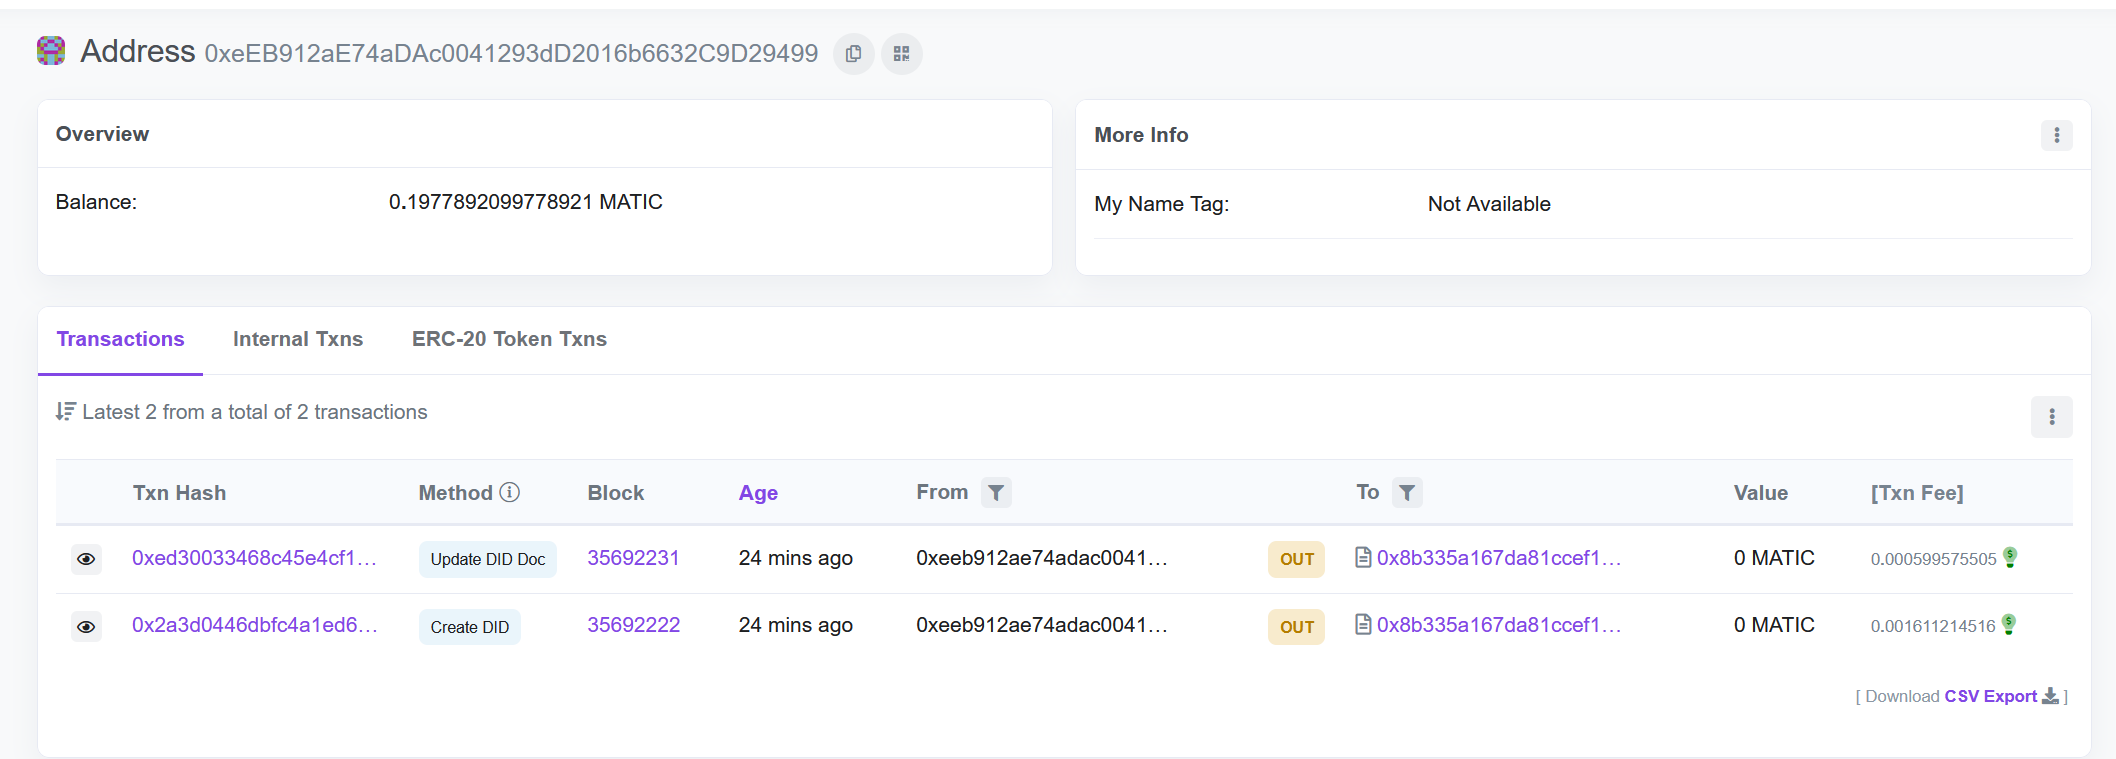 Address 0xeEB912aE74aDAc0041293dD2016b6632C9D29499
Overview
Balance: 0.1977892099778921 MATIC
More Info
My Name Tag: Not Available
Transactions Internal Txns ERC-20 Token Txns
Latest 2 from a total of 2 transactions
Txn Hash Method Block Age From To Value [Txn Fee]
0xed30033468c45e4cf1... Update DID Doc 35692231 24 mins ago 0xeeb912ae74adac0041... OUT 0x8b335a167da81ccef1... 0 MATIC 0.000599575505
0x2a3d0446dbfc4a1ed6... Create DID 35692222 24 mins ago 0xeeb912ae74adac0041... OUT 0x8b335a167da81ccef1... 0 MATIC 0.001611214516
[ Download CSV Export ]